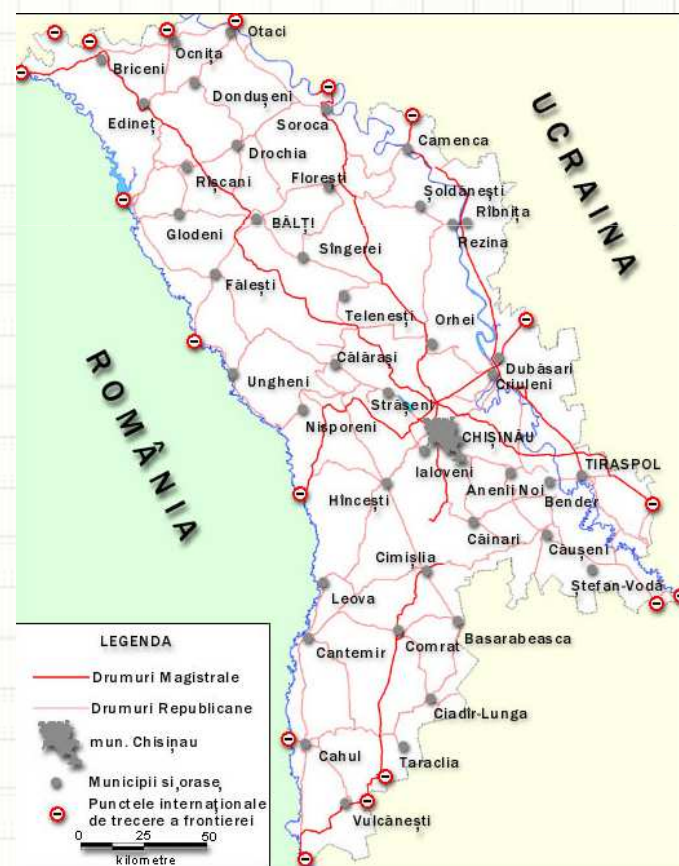 Otaci
Ocnița
Briceni
Dondușeni
Edineț
Soroca
Camenca
UCRAINA
Drochia
Rîșcani
Florești
Șoldănești
Rîbnița
Glodeni
BĂLȚI
Rezina
Sîngerei
Fălești
Telenești
Orhei
ROMÂNIA
Călărași
Dubăsari
Ungheni
Criuleni
Strășeni
Nisporeni
CHIȘINĂU
Ialoveni
TIRASPOL
Hîncești
Anenii Noi
Bender
Căinari
Căușeni
Cimișlia
Ștefan-Vodă
Leova
Basarabeasca
Cantemir
Comrat
Ciadîr-Lunga
Cahul
Taraclia
Vulcănești
LEGENDA
Drumuri Magistrale
Drumuri Republicane
mun. Chisinau
Municipii si orase,
Punctele internationale
de trecere a frontierei
0 25 50
kilometre